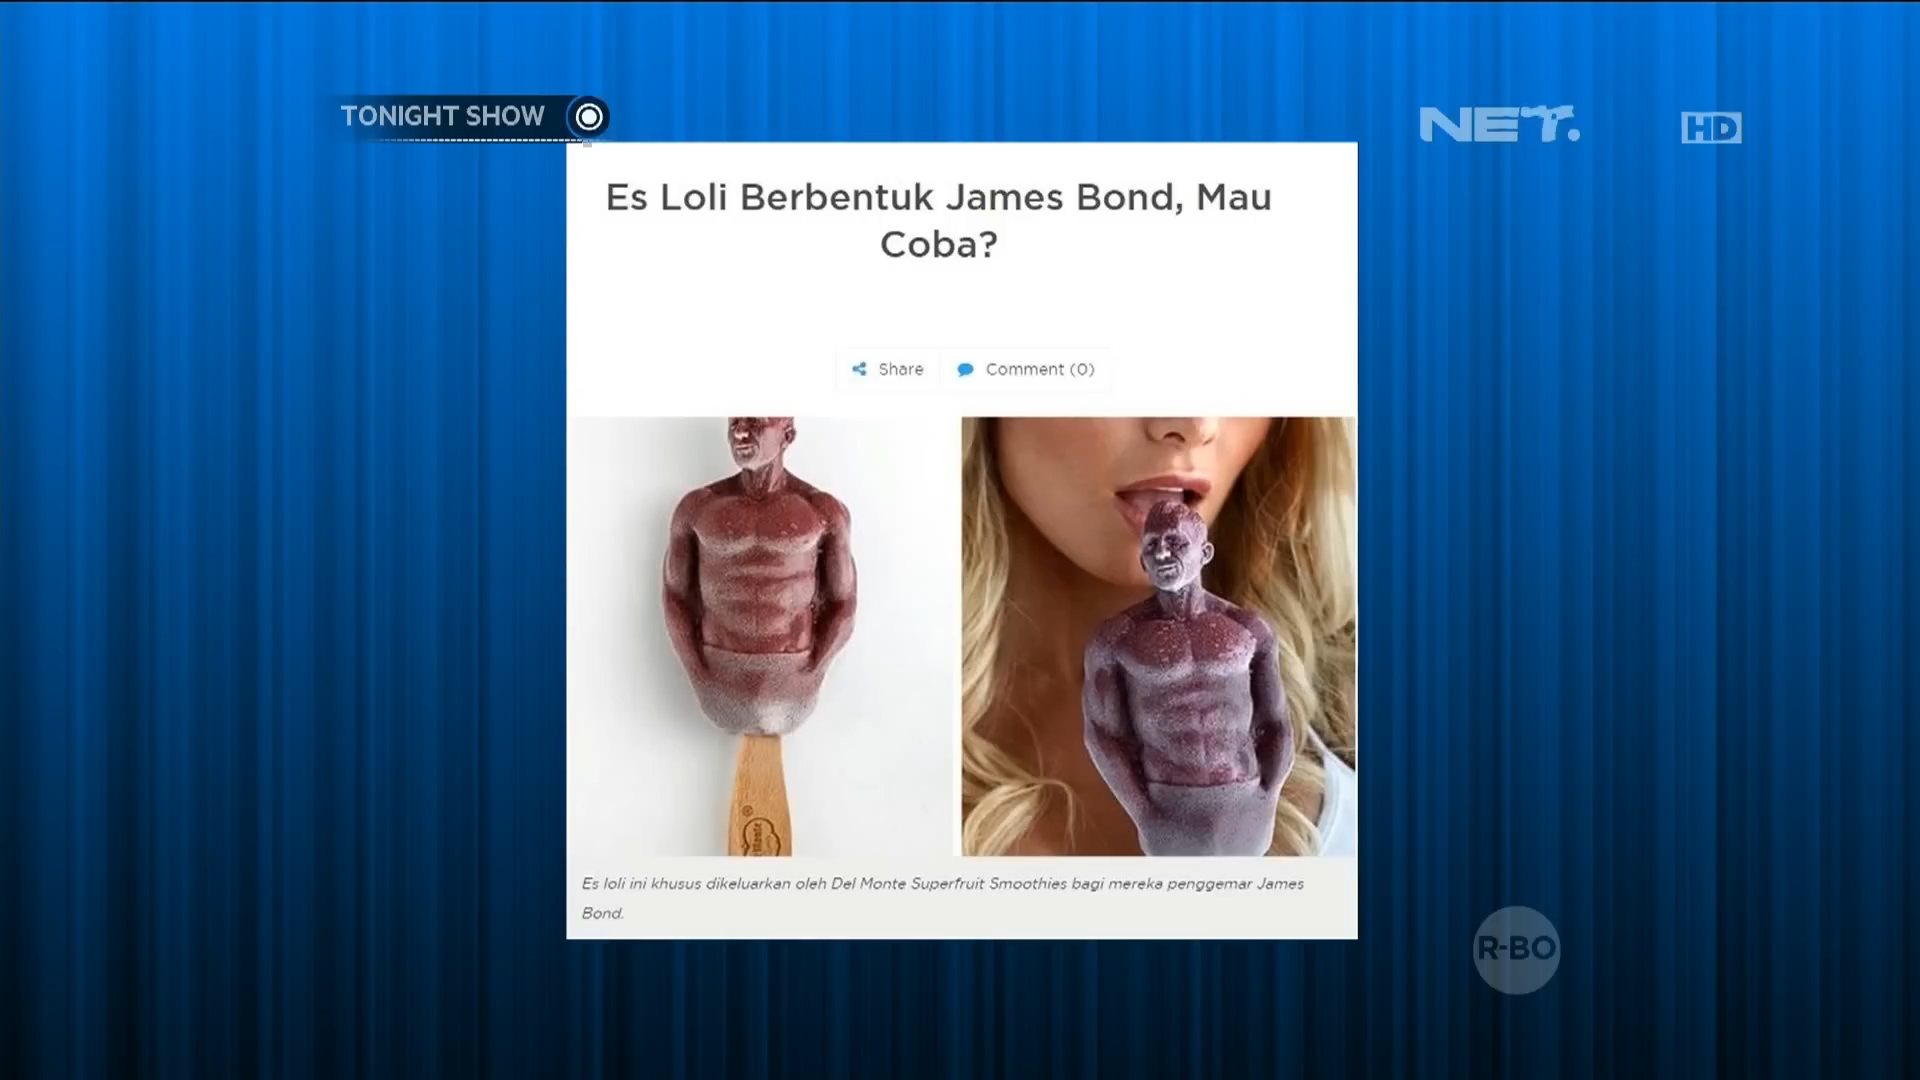 TONIGHT SHOW
NET.
HD
Es Loli Berbentuk James Bond, Mau
Coba?
Share
Comment (0)
Es loli ini khusus dikeluarkan oleh Del Monte Superfruit Smoothies bagi mereka penggemar James
Bond.
R-BO